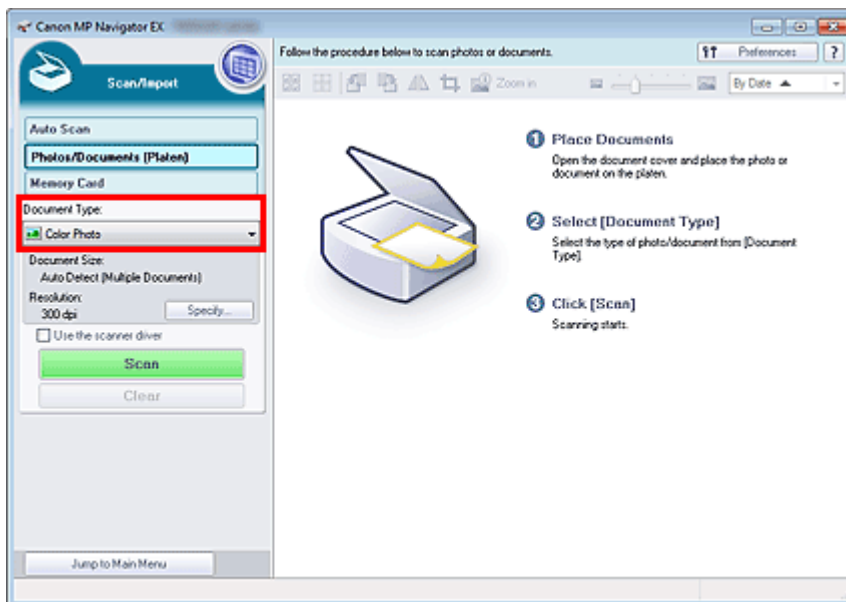 Canon MP Navigator EX
Scan/Import
Auto Scan
Photos/Documents (Platen)
Memory Card
Document Type:
Color Photo
Document Size:
Auto Detect (Multiple Documents)
Resolution:
300 dpi
Specify...
Use the scanner driver
Scan
Clear
Jump to Main Menu
Follow the procedure below to scan photos or documents.
Preferences
?
Zoom in
By Date
1 Place Documents
Open the document cover and place the photo or
document on the platen.
2 Select [Document Type]
Select the type of photo/document from [Document
Type].
3 Click [Scan]
Scanning starts.